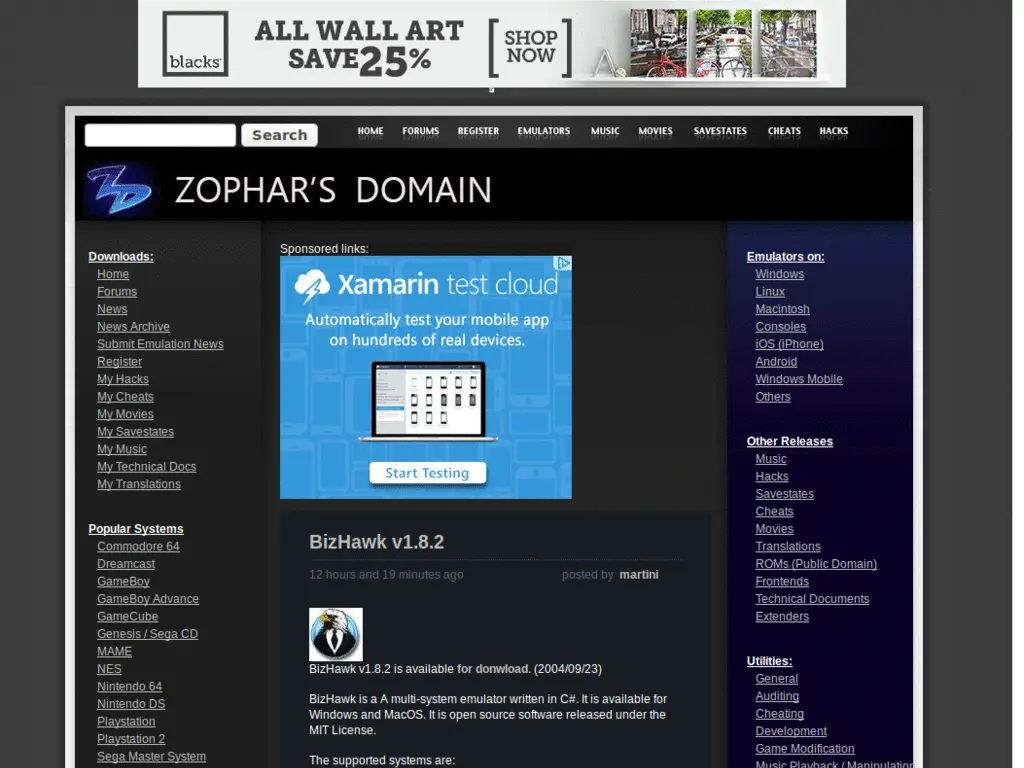 blacks
ALL WALL ART
SAVE 25%
SHOP
NOW
Search
HOME FORUMS REGISTER EMULATORS MUSIC MOVIES SAVESTATES CHEATS HACKS
ZD
ZOPHAR'S DOMAIN
Downloads:
Home
Forums
News
News Archive
Submit Emulation News
Register
My Hacks
My Cheats
My Movies
My Savestates
My Music
My Technical Docs
My Translations
Popular Systems
Commodore 64
Dreamcast
GameBoy
GameBoy Advance
GameCube
Genesis / Sega CD
MAME
NES
Nintendo 64
Nintendo DS
Playstation
Playstation 2
Sega Master System
Sponsored links:
Xamarin test cloud
Automatically test your mobile app
on hundreds of real devices.
Start Testing
BizHawk v1.8.2
12 hours and 19 minutes ago posted by martini
BizHawk v1.8.2 is available for donwload. (2004/09/23)
BizHawk is a A multi-system emulator written in C#. It is available for
Windows and MacOS. It is open source software released under the
MIT License.
The supported systems are:
Emulators on:
Windows
Linux
Macintosh
Consoles
iOS (iPhone)
Android
Windows Mobile
Others
Other Releases
Music
Hacks
Savestates
Cheats
Movies
Translations
ROMs (Public Domain)
Frontends
Technical Documents
Extenders
Utilities:
General
Auditing
Cheating
Development
Game Modification
Music Playback / Manipulation